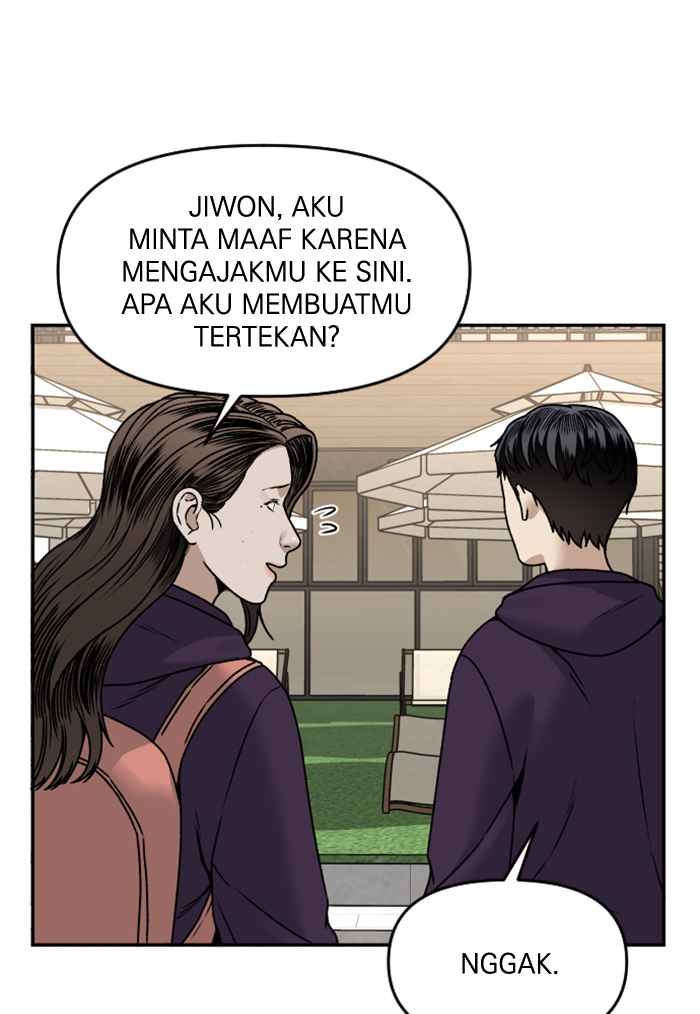 JIWON, AKU
MINTA MAAF KARENA
MENGAJAKMU KE SINI.
APA AKU MEMBUATMU
TERTEKAN?
NGGAK.